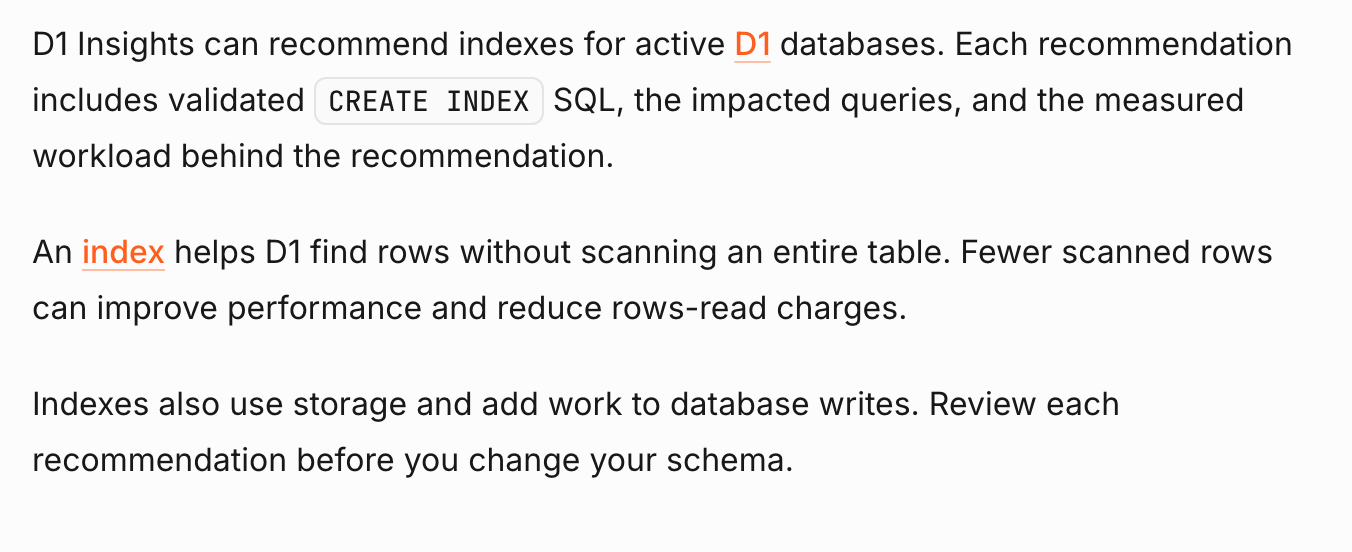 D1 Insights can recommend indexes for active D1 databases. Each recommendation
includes validated CREATE INDEX SQL, the impacted queries, and the measured
workload behind the recommendation.
An index helps D1 find rows without scanning an entire table. Fewer scanned rows
can improve performance and reduce rows-read charges.
Indexes also use storage and add work to database writes. Review each
recommendation before you change your schema.